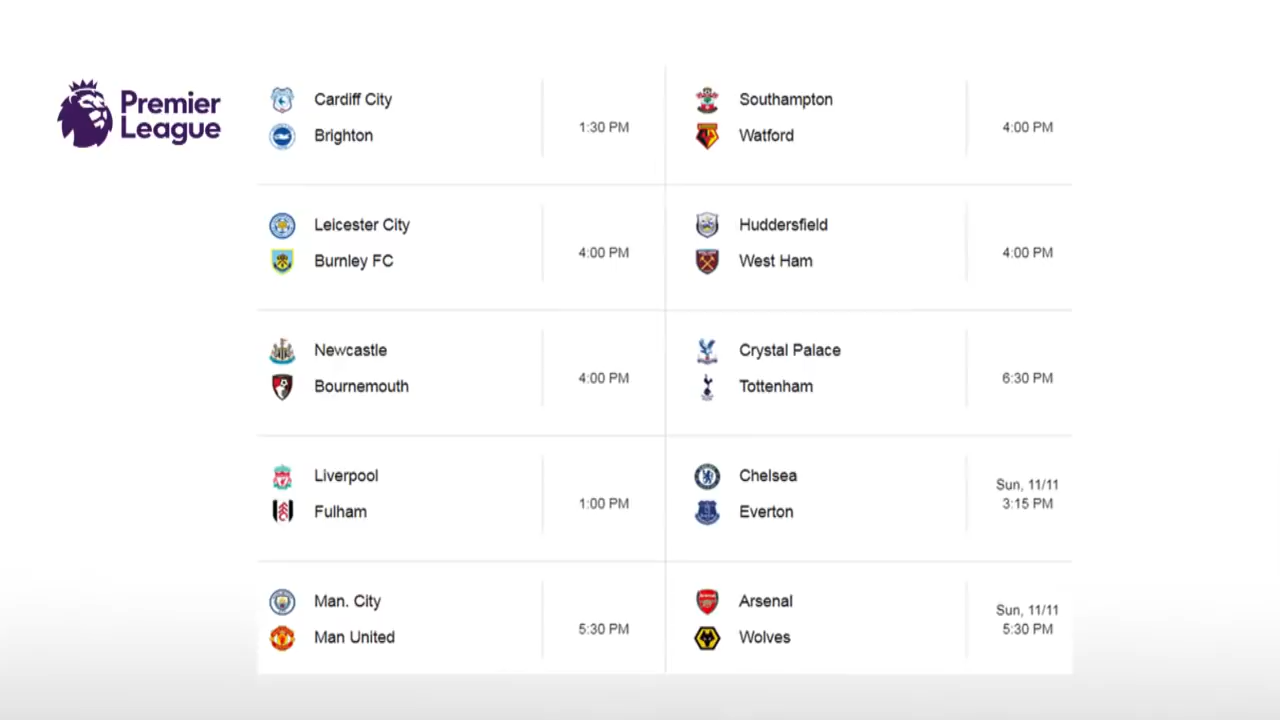 Premier
League
Cardiff City
Brighton
1:30 PM
Southampton
Watford
4:00 PM
Leicester City
Burnley FC
4:00 PM
Huddersfield
West Ham
4:00 PM
Newcastle
Bournemouth
4:00 PM
Crystal Palace
Tottenham
6:30 PM
Liverpool
Fulham
1:00 PM
Chelsea
Everton
Sun, 11/11
3:15 PM
Man. City
Man United
5:30 PM
Arsenal
Wolves
Sun, 11/11
5:30 PM